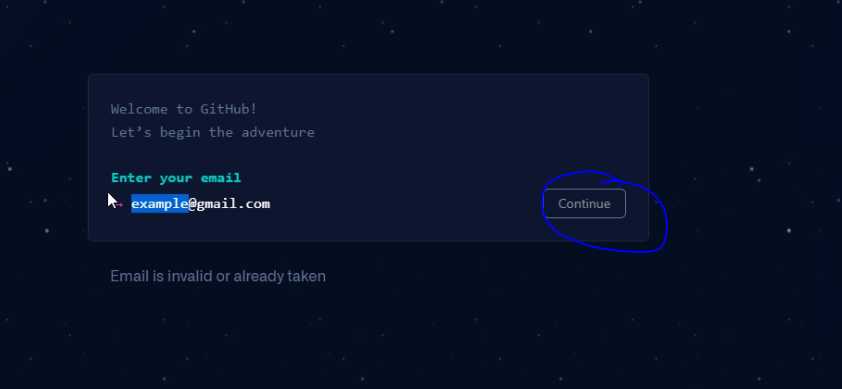 Welcome to GitHub!
Let’s begin the adventure
Enter your email
→ example@gmail.com
Continue
Email is invalid or already taken